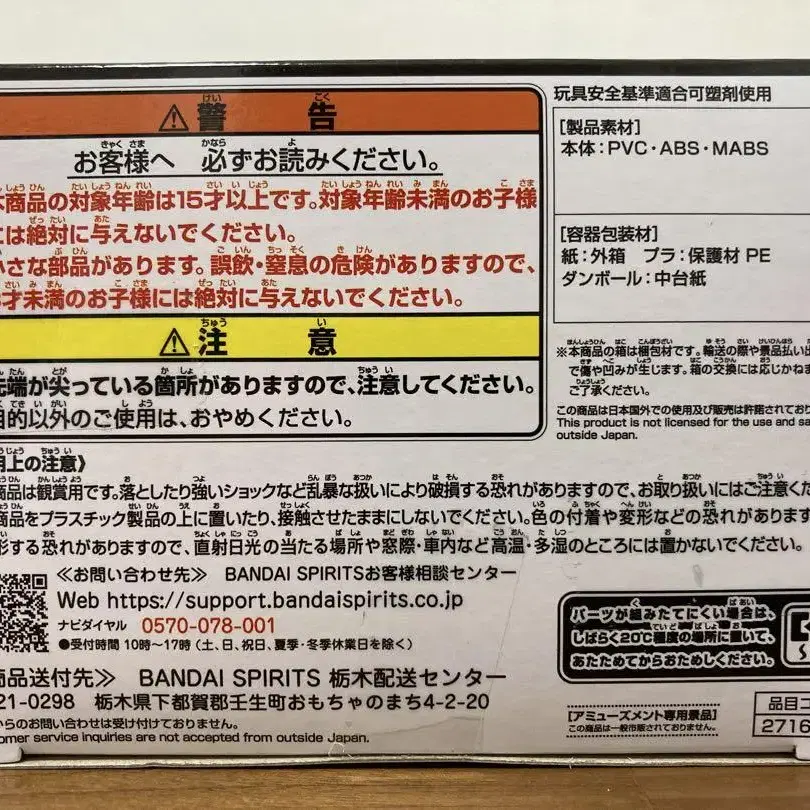 ⚠警告
お客様へ 必ずお読みください。
商品の対象年齢は15才以上です。対象年齢未満のお子様
は絶対に与えないでください。
さな部品があります。誤飲・窒息の危険がありますので、
才未満のお子様には絶対に与えないでください。
⚠注意
端が尖っている箇所がありますので、注意してください。
的以外のご使用は、おやめください。
玩具安全基準適合可塑剤使用
[製品素材]
本体:PVC・ABS・MABS
[容器包装材]
紙:外箱 プラ:保護材 PE
ダンボール:中台紙
※本商品の箱は梱包材です。輸送の際や景品払い出
で傷や凹みが生じます。箱の交換には応じかねま
ご了承ください。
この商品は日本国外での使用及び販売は許諾されており
This product is not licensed for the use and sa
outside Japan.
上の注意》
商品は観賞用です。落としたり強いショックなど乱暴な扱いにより破損する恐れがありますので、お取り扱いにはご注意くだ
商品をプラスチック製品の上に置いたり、接触させたままにしないでください。色の付着や変形などの恐れがあります
形する恐れがありますので、直射日光の当たる場所や窓際・車内など高温・多湿のところには置かないでください。
≪お問い合わせ先≫ BANDAI SPIRITSお客様相談センター
Web https://support.bandaispirits.co.jp
ナビダイヤル 0570-078-001
●受付時間 10時〜17時 (土、日、祝日、夏季・冬季休業日を除く)
商品送付先≫ BANDAI SPIRITS 栃木配送センター
21-0298 栃木県下都賀郡壬生町おもちゃのまち4-2-20
からのお問い合わせは受け付けておりません。
omer service inquiries are not accepted from outside Japan.
パーツが組みたてにくい場合は、
しばらく20℃程度の場所に置いて、
あたためてからおためしください。
[アミューズメント専用景品]
この商品は一般市販されておりません。
品目コ
2716